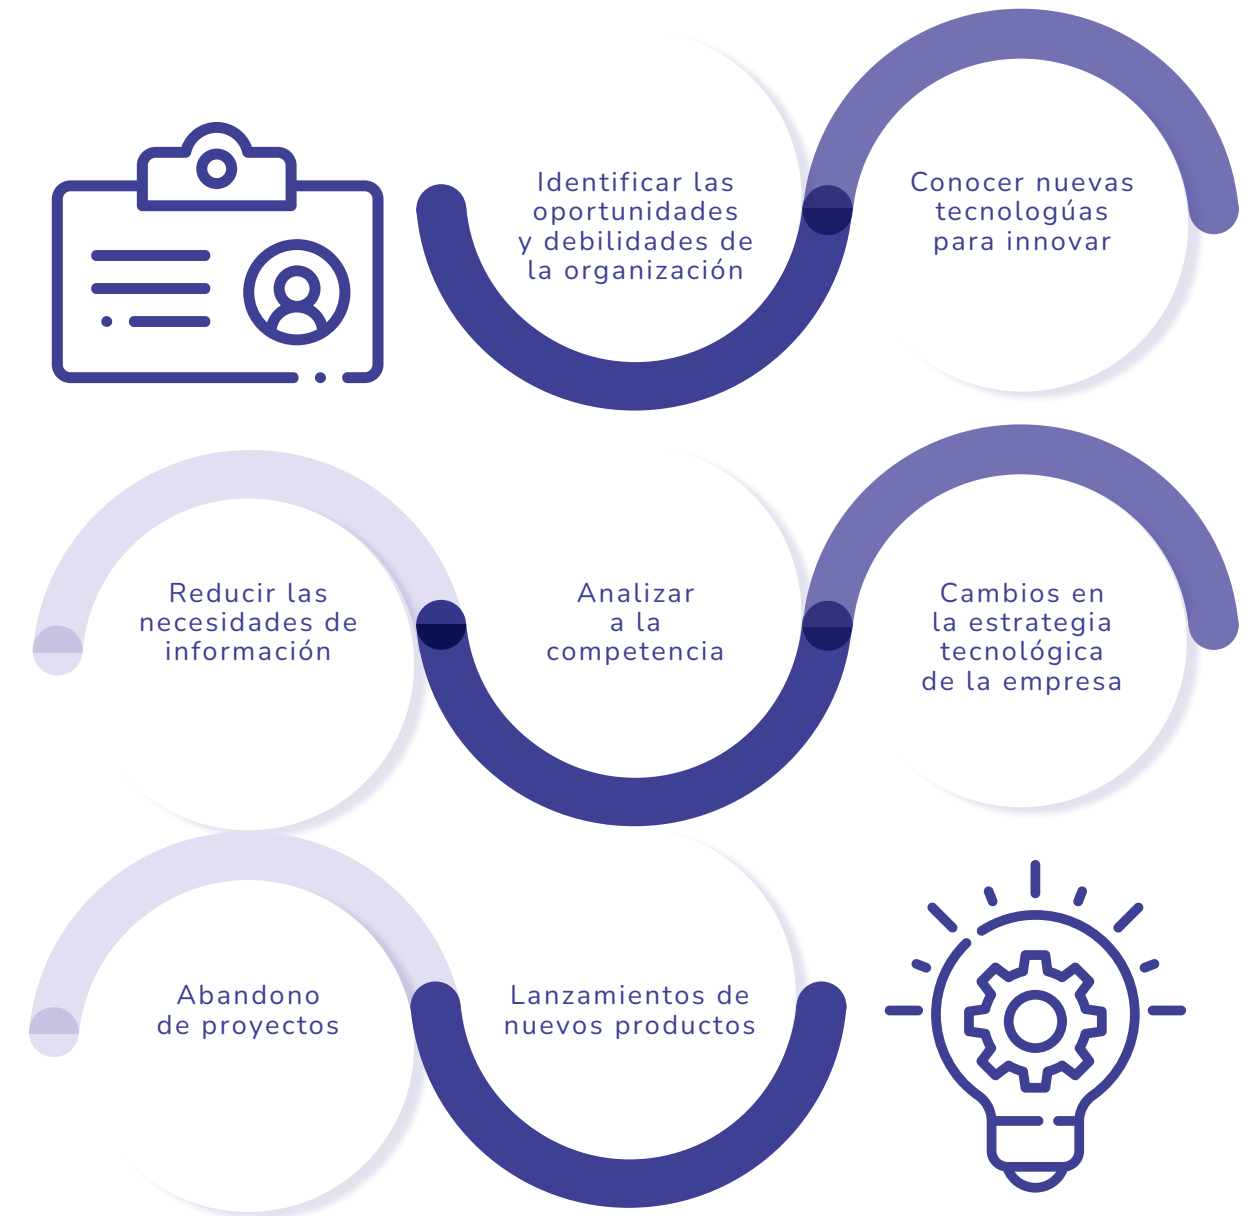 Identificar las
oportunidades
y debilidades de
la organización
Conocer nuevas
tecnologúas
para innovar
Reducir las
necesidades de
información
Analizar
a la
competencia
Cambios en
la estrategia
tecnológica
de la empresa
Abandono
de proyectos
Lanzamientos de
nuevos productos